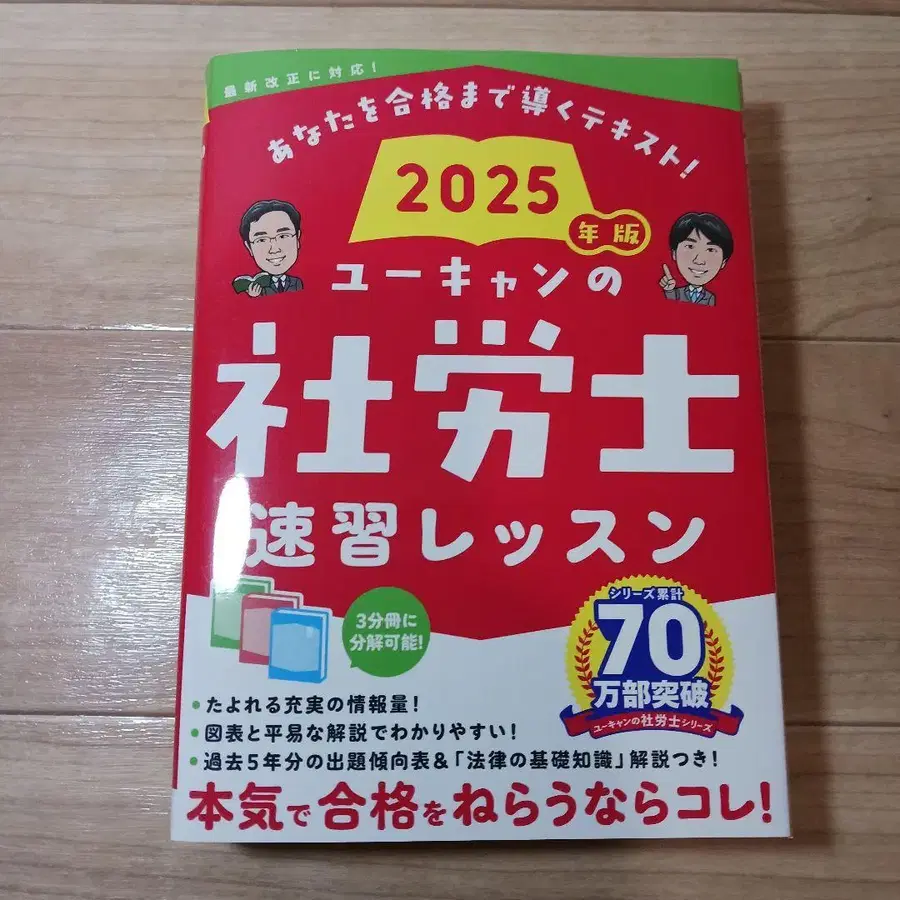 最新改正に対応!
あなたを合格まで導くテキスト!
2025
年版
ユーキャンの
社労士
速習レッスン
3分冊に
分解可能!
シリーズ累計
70
万部突破
ユーキャンの社労士シリーズ
・たよれる充実の情報量!
・図表と平易な解説でわかりやすい!
・過去5年分の出題傾向表&「法律の基礎知識」解説つき!
本気で合格をねらうならコレ!